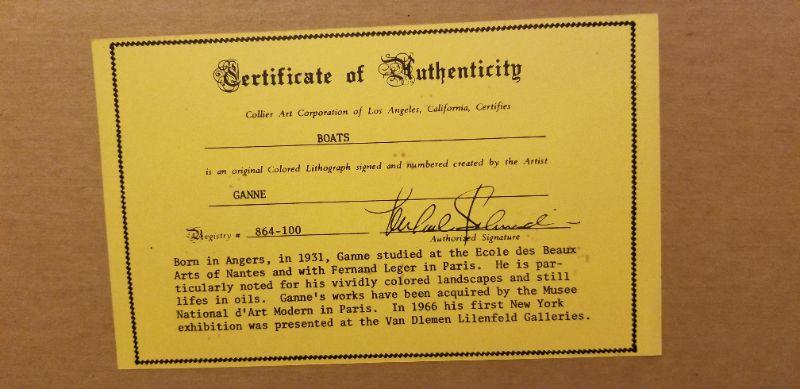 Certificate of Authenticity
Collier Art Corporation of Los Angeles, California, Certifies
BOATS
is an original Colored Lithograph signed and numbered created by the Artist
GANNE
Registry # 864-100
Authorized Signature
Born in Angers, in 1931, Ganne studied at the Ecole des Beaux
Arts of Nantes and with Fernand Leger in Paris. He is par-
ticularly noted for his vividly colored landscapes and still
lifes in oils. Ganne's works have been acquired by the Musee
National d'Art Modern in Paris. In 1966 his first New York
exhibition was presented at the Van Dlemen Lilenfeld Galleries.